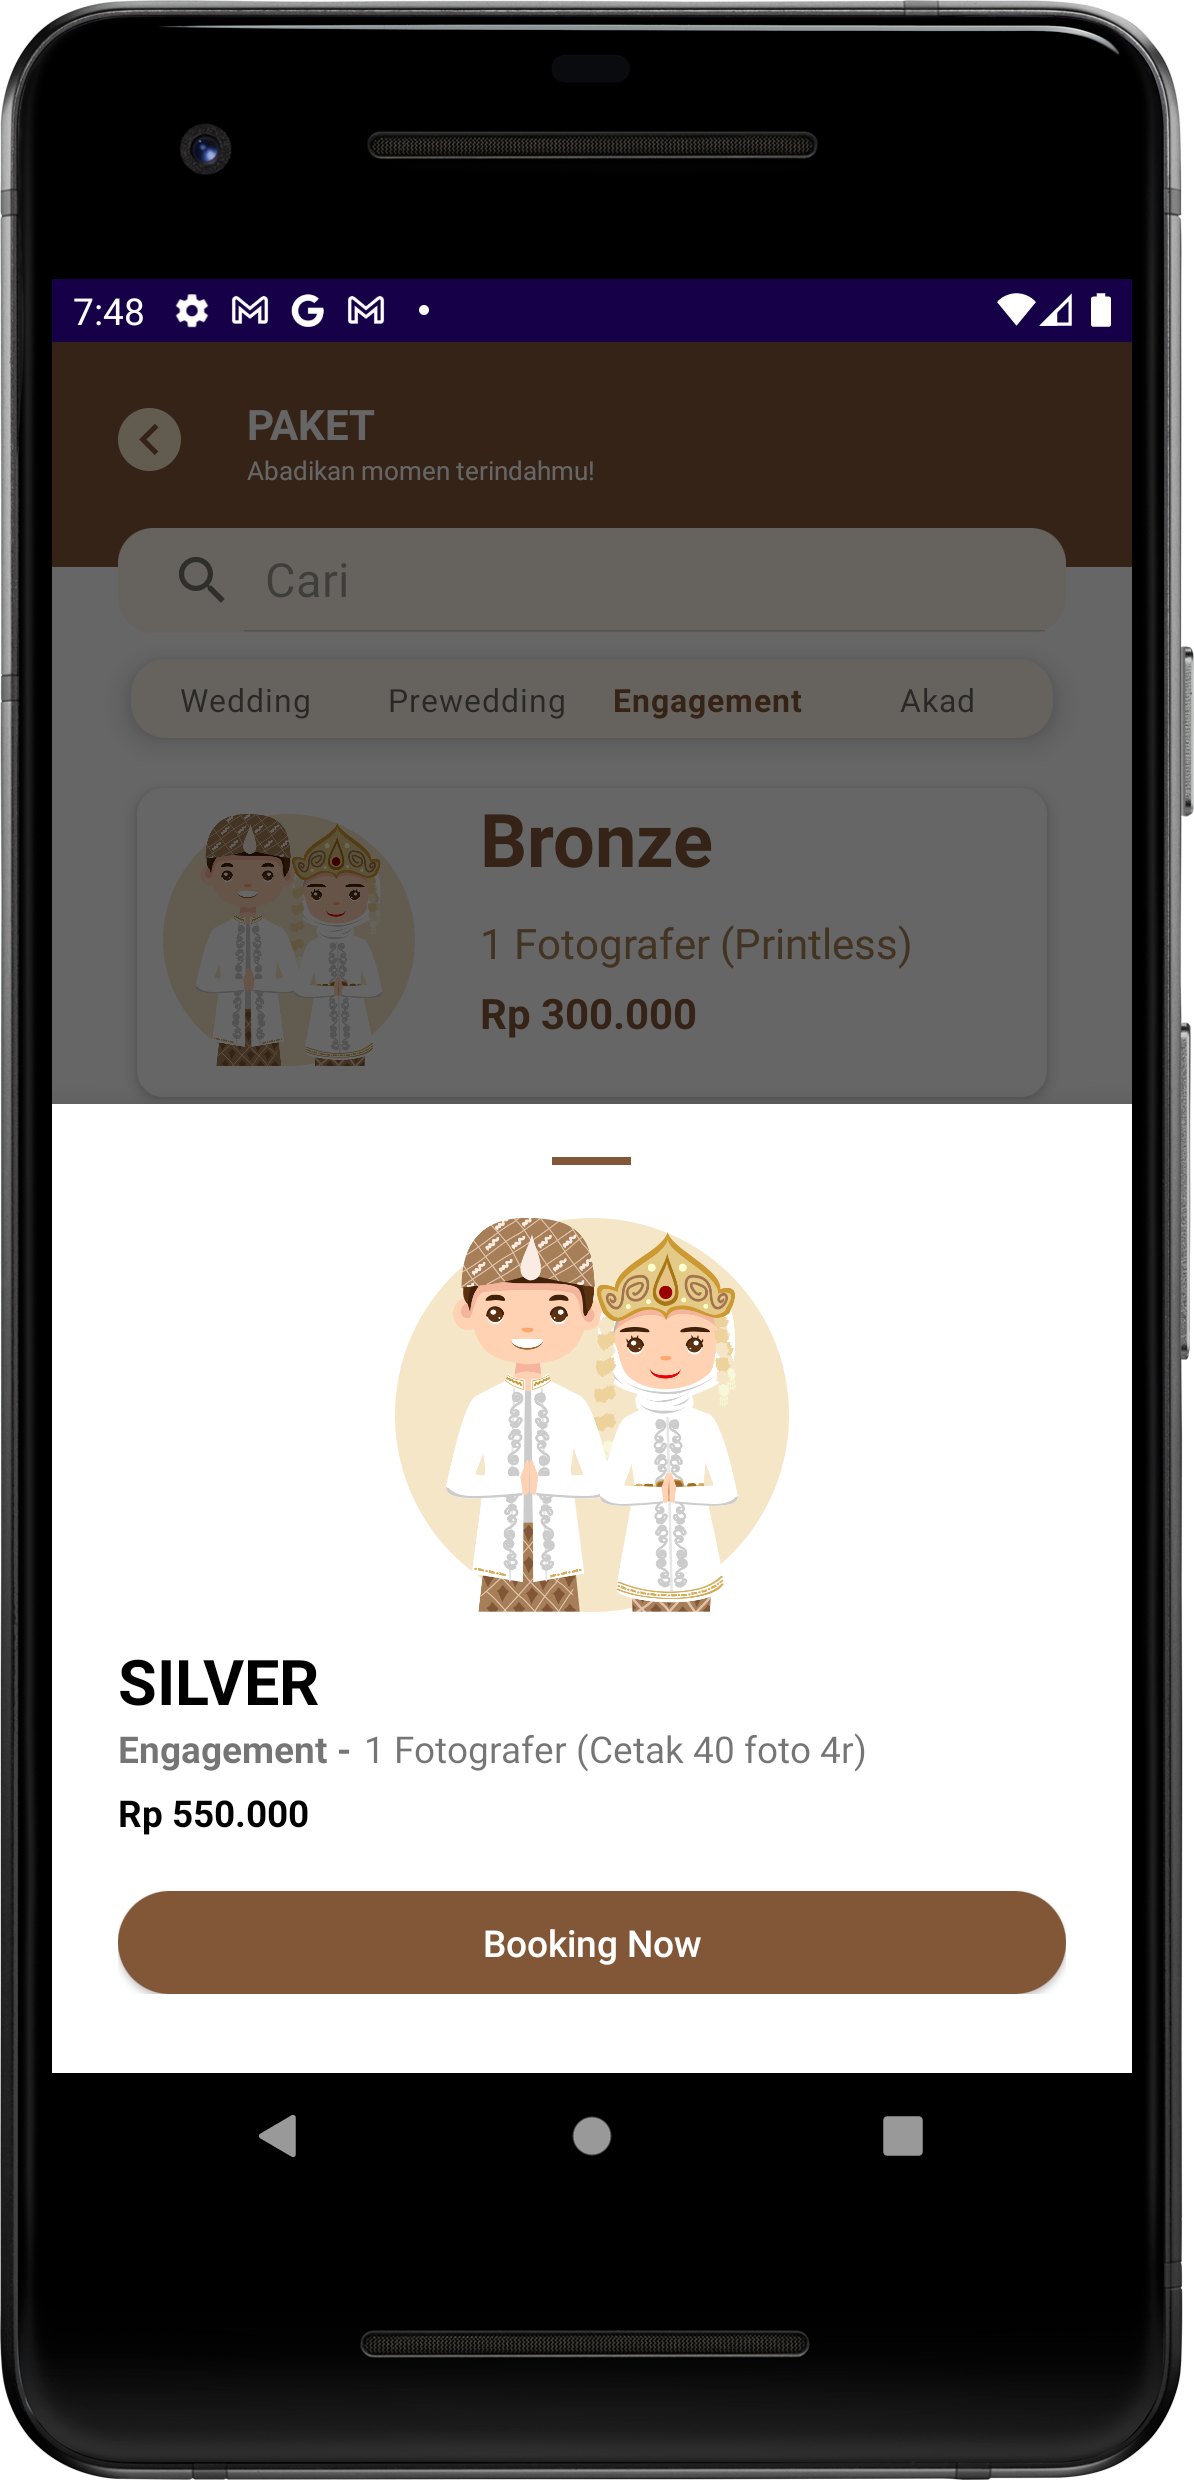 7:48
PAKET
Abadikan momen terindahmu!
Cari
Wedding Prewedding Engagement Akad
Bronze
1 Fotografer (Printless)
Rp 300.000
SILVER
Engagement - 1 Fotografer (Cetak 40 foto 4r)
Rp 550.000
Booking Now